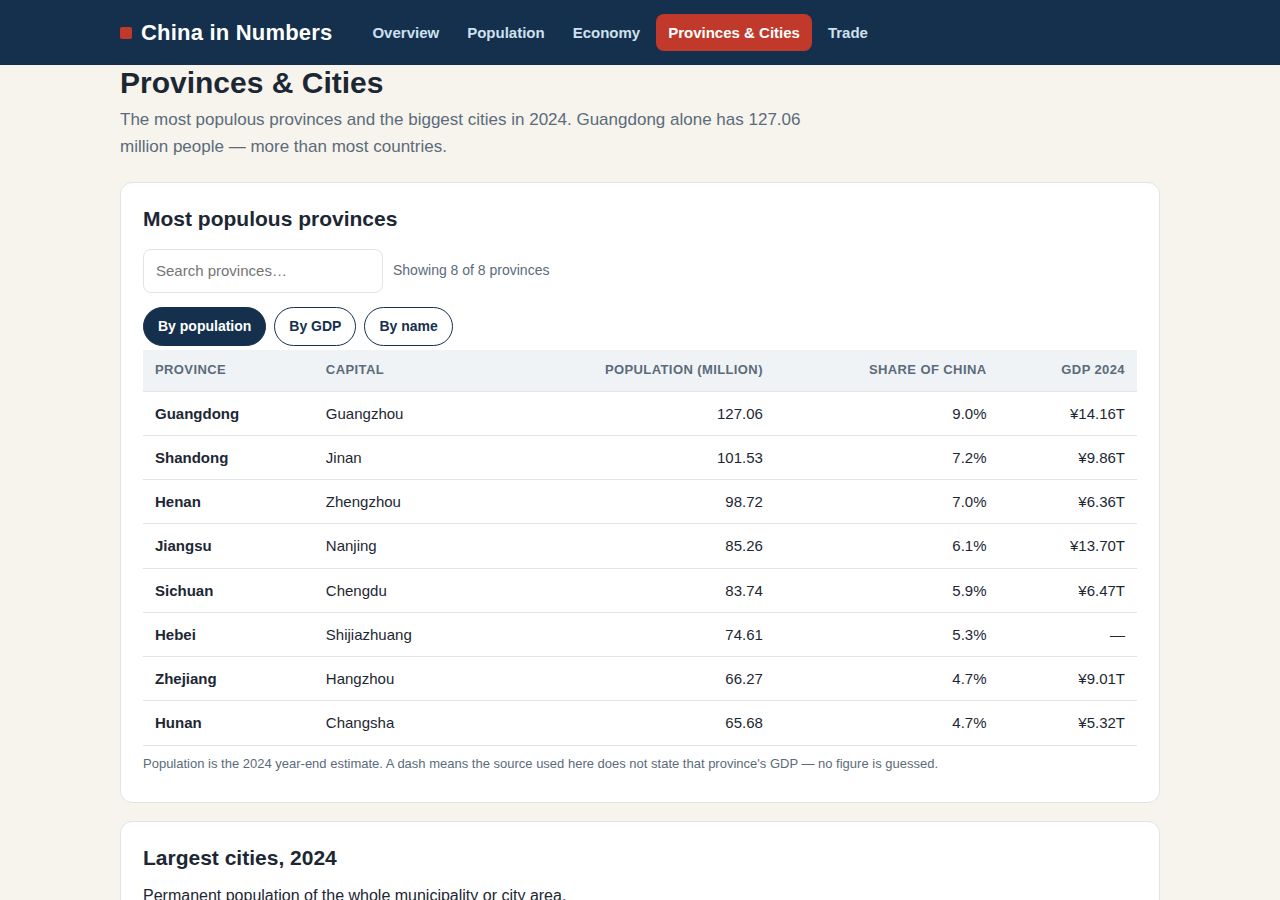 China in Numbers
Overview
Population
Economy
Provinces & Cities
Trade
Provinces & Cities
The most populous provinces and the biggest cities in 2024. Guangdong alone has 127.06
million people — more than most countries.
Most populous provinces
Search provinces…
Showing 8 of 8 provinces
By population
By GDP
By name
PROVINCE CAPITAL POPULATION (MILLION) SHARE OF CHINA GDP 2024
Guangdong Guangzhou 127.06 9.0% ¥14.16T
Shandong Jinan 101.53 7.2% ¥9.86T
Henan Zhengzhou 98.72 7.0% ¥6.36T
Jiangsu Nanjing 85.26 6.1% ¥13.70T
Sichuan Chengdu 83.74 5.9% ¥6.47T
Hebei Shijiazhuang 74.61 5.3% —
Zhejiang Hangzhou 66.27 4.7% ¥9.01T
Hunan Changsha 65.68 4.7% ¥5.32T
Population is the 2024 year-end estimate. A dash means the source used here does not state that province's GDP — no figure is guessed.
Largest cities, 2024
Permanent population of the whole municipality or city area.